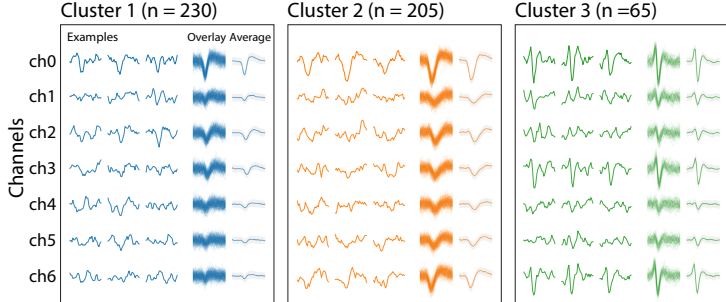 Cluster 1 (n = 230) Cluster 2 (n = 205) Cluster 3 (n =65)
Examples Overlay Average
Channels
ch0
ch1
ch2
ch3
ch4
ch5
ch6